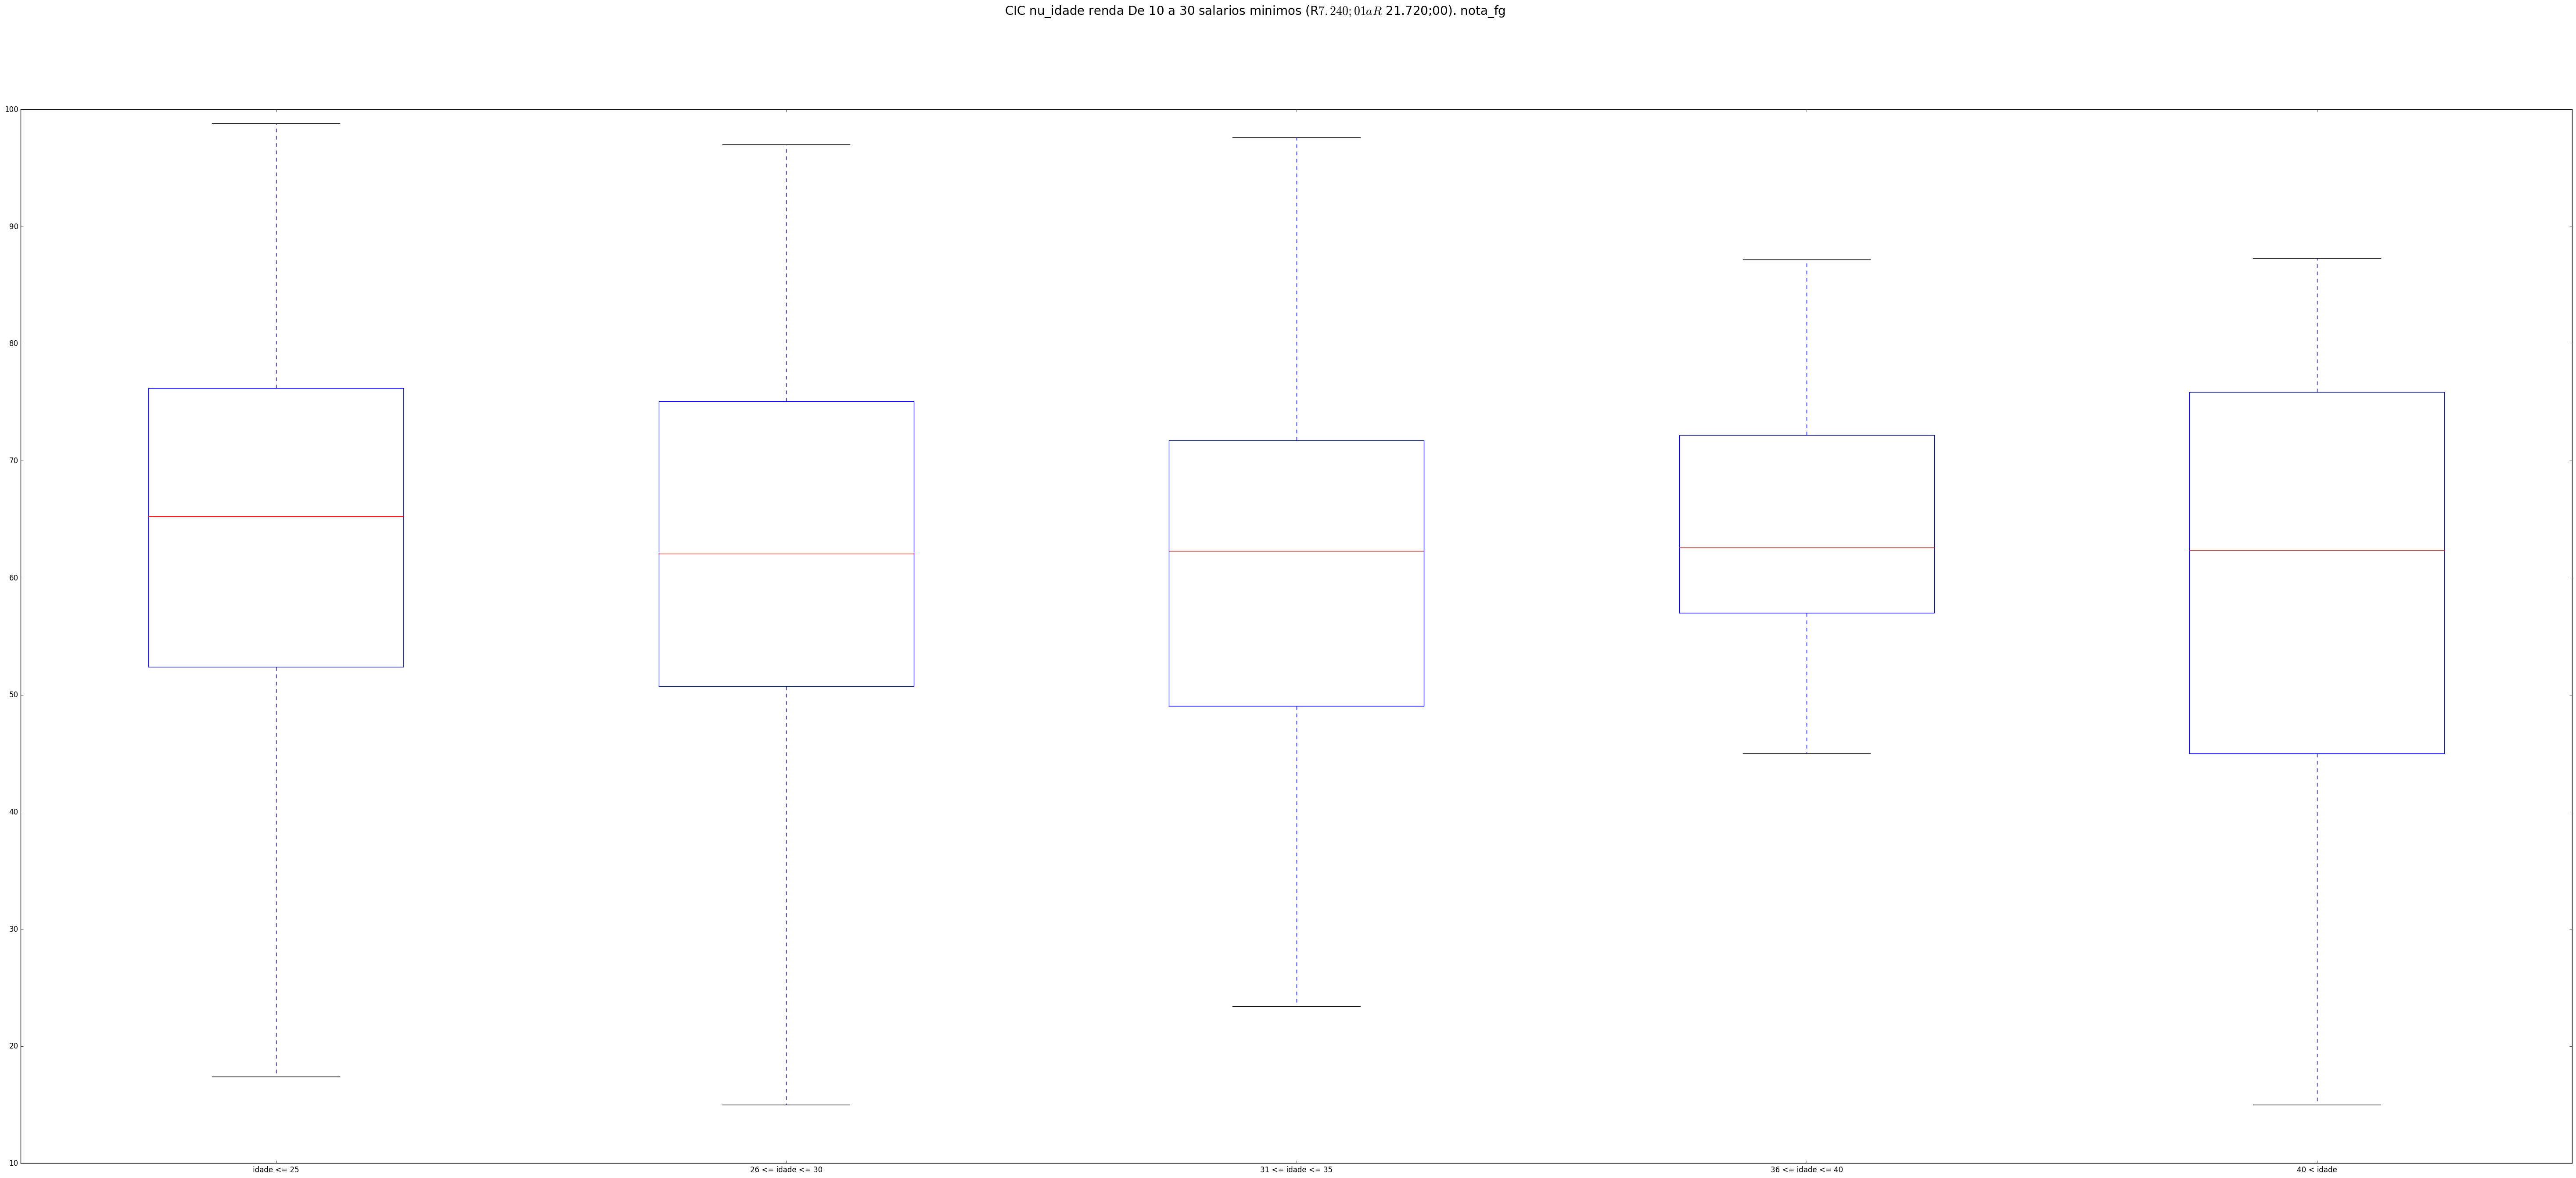 CIC nu_idade renda De 10 a 30 salarios minimos (R7.240;01aR 21.720;00). nota_fg
100
90
80
70
60
50
40
30
20
10
idade <= 25
26 <= idade <= 30
31 <= idade <= 35
36 <= idade <= 40
40 < idade